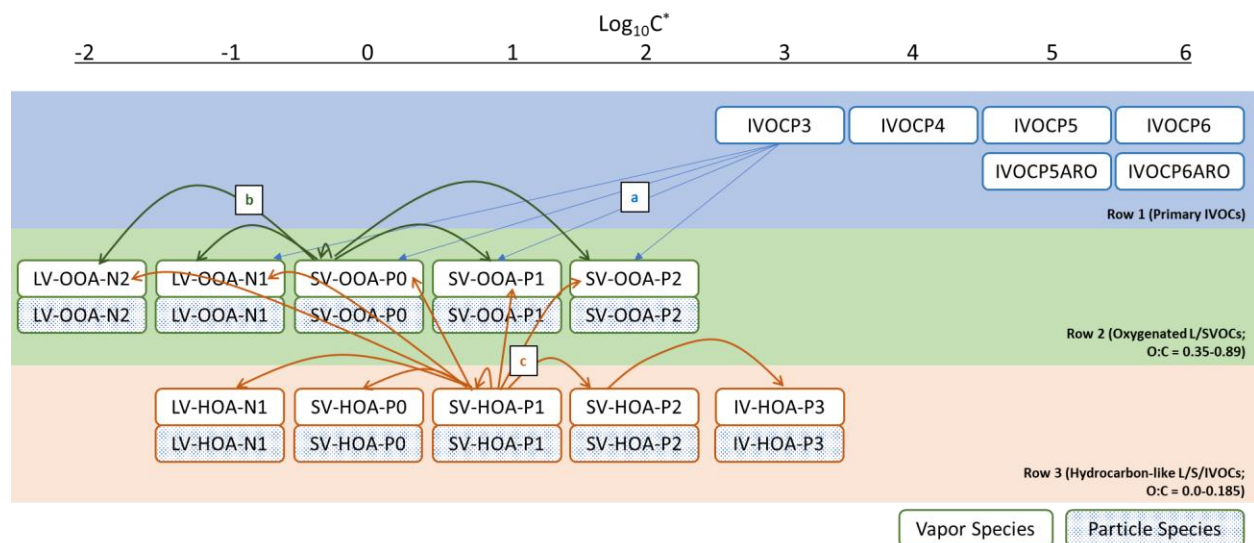 Log10C*
-2 -1 0 1 2 3 4 5 6
IVOCP3 IVOCP4 IVOCP5 IVOCP6
IVOCP5ARO IVOCP6ARO
b a
Row 1 (Primary IVOCs)
LV-OOA-N2 LV-OOA-N1 SV-OOA-P0 SV-OOA-P1 SV-OOA-P2
LV-OOA-N2 LV-OOA-N1 SV-OOA-P0 SV-OOA-P1 SV-OOA-P2
Row 2 (Oxygenated L/SVOCs;
O:C = 0.35-0.89)
c
LV-HOA-N1 SV-HOA-P0 SV-HOA-P1 SV-HOA-P2 IV-HOA-P3
LV-HOA-N1 SV-HOA-P0 SV-HOA-P1 SV-HOA-P2 IV-HOA-P3
Row 3 (Hydrocarbon-like L/S/IVOCs;
O:C = 0.0-0.185)
Vapor Species Particle Species